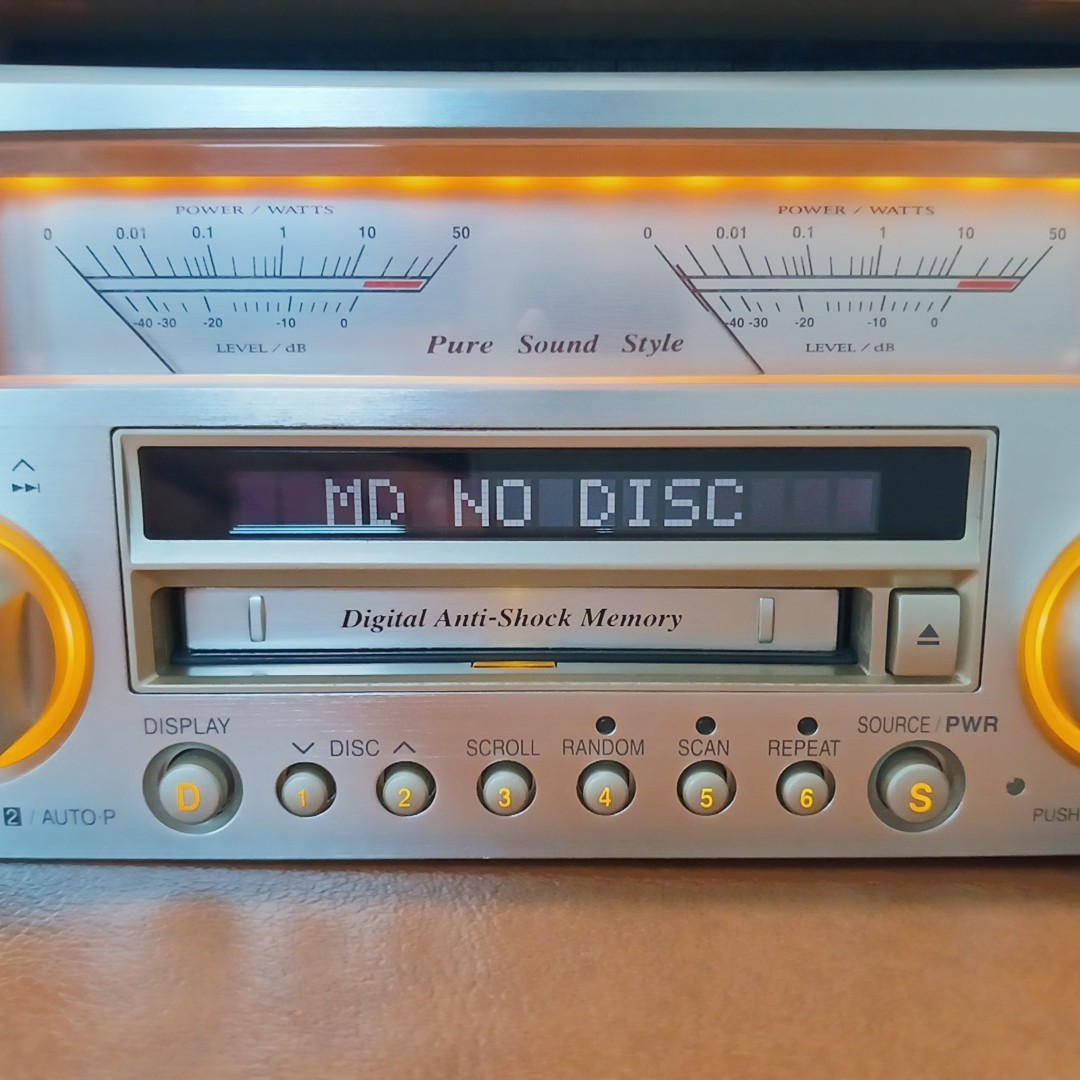 POWER / WATTS
0 0.01 0.1 1 10 50
-40 -30 -20 -10 0
LEVEL / dB
POWER / WATTS
0 0.01 0.1 1 10 50
-40 -30 -20 -10 0
LEVEL / dB
Pure Sound Style
MD NO DISC
Digital Anti-Shock Memory
DISPLAY
DISC
SCROLL
RANDOM
SCAN
REPEAT
SOURCE / PWR
D 1 2 3 4 5 6 S
2 / AUTO·P
PUSH